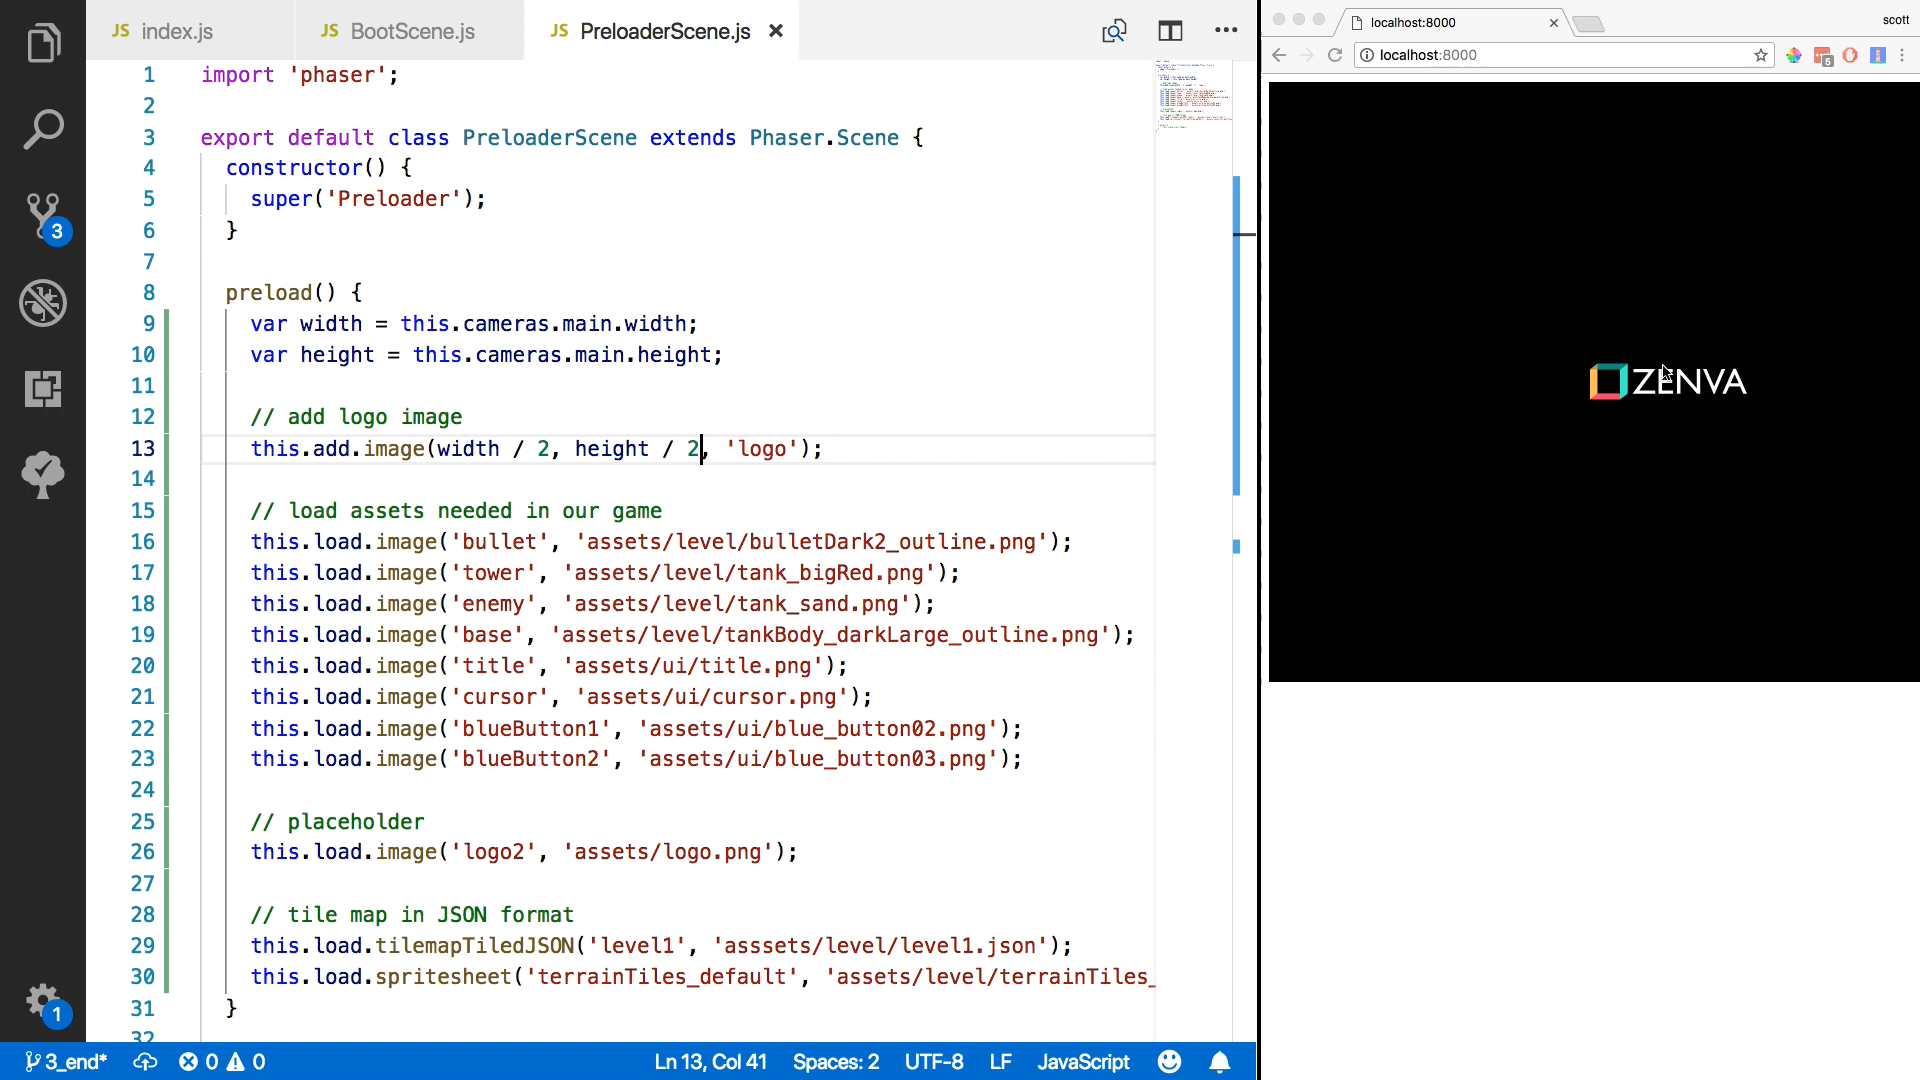 JS index.js
JS BootScene.js
JS PreloaderScene.js
1 import 'phaser';
2
3 export default class PreloaderScene extends Phaser.Scene {
4 constructor() {
5 super('Preloader');
6 }
7
8 preload() {
9 var width = this.cameras.main.width;
10 var height = this.cameras.main.height;
11
12 // add logo image
13 this.add.image(width / 2, height / 2, 'logo');
14
15 // load assets needed in our game
16 this.load.image('bullet', 'assets/level/bulletDark2_outline.png');
17 this.load.image('tower', 'assets/level/tank_bigRed.png');
18 this.load.image('enemy', 'assets/level/tank_sand.png');
19 this.load.image('base', 'assets/level/tankBody_darkLarge_outline.png');
20 this.load.image('title', 'assets/ui/title.png');
21 this.load.image('cursor', 'assets/ui/cursor.png');
22 this.load.image('blueButton1', 'assets/ui/blue_button02.png');
23 this.load.image('blueButton2', 'assets/ui/blue_button03.png');
24
25 // placeholder
26 this.load.image('logo2', 'assets/logo.png');
27
28 // tile map in JSON format
29 this.load.tilemapTiledJSON('level1', 'asssets/level/level1.json');
30 this.load.spritesheet('terrainTiles_default', 'assets/level/terrainTiles_
31 }
32
3
1
3_end* 0 0
Ln 13, Col 41 Spaces: 2 UTF-8 LF JavaScript
localhost:8000
scott
localhost:8000
5
ZENVA